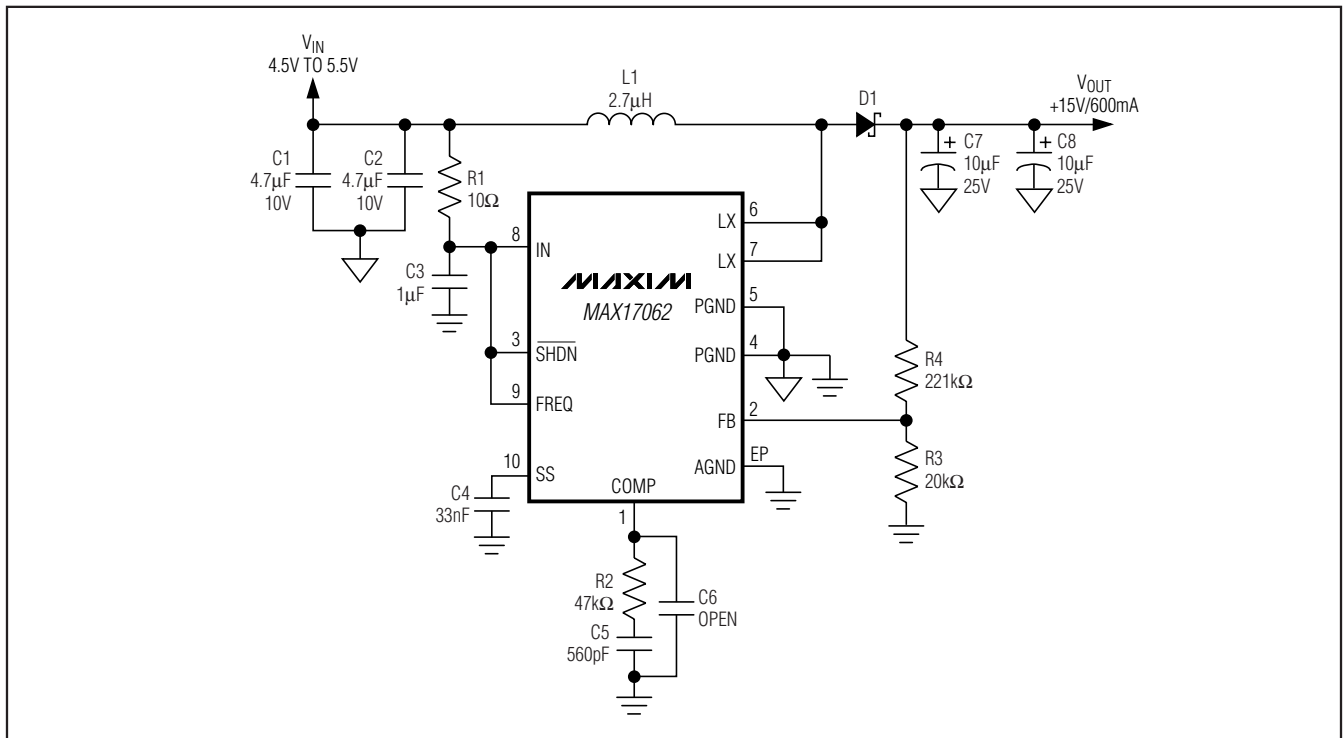 VIN
4.5V TO 5.5V
L1
2.7μH
D1
VOUT
+15V/600mA
C1
4.7μF
10V
C2
4.7μF
10V
R1
10Ω
+ C7
10μF
25V
+ C8
10μF
25V
C3
1μF
8
IN
3
SHDN
9
FREQ
10
SS
MAXIM
MAX17062
6
LX
7
LX
5
PGND
4
PGND
2
FB
EP
AGND
COMP
1
R4
221kΩ
R3
20kΩ
C4
33nF
R2
47kΩ
C6
OPEN
C5
560pF